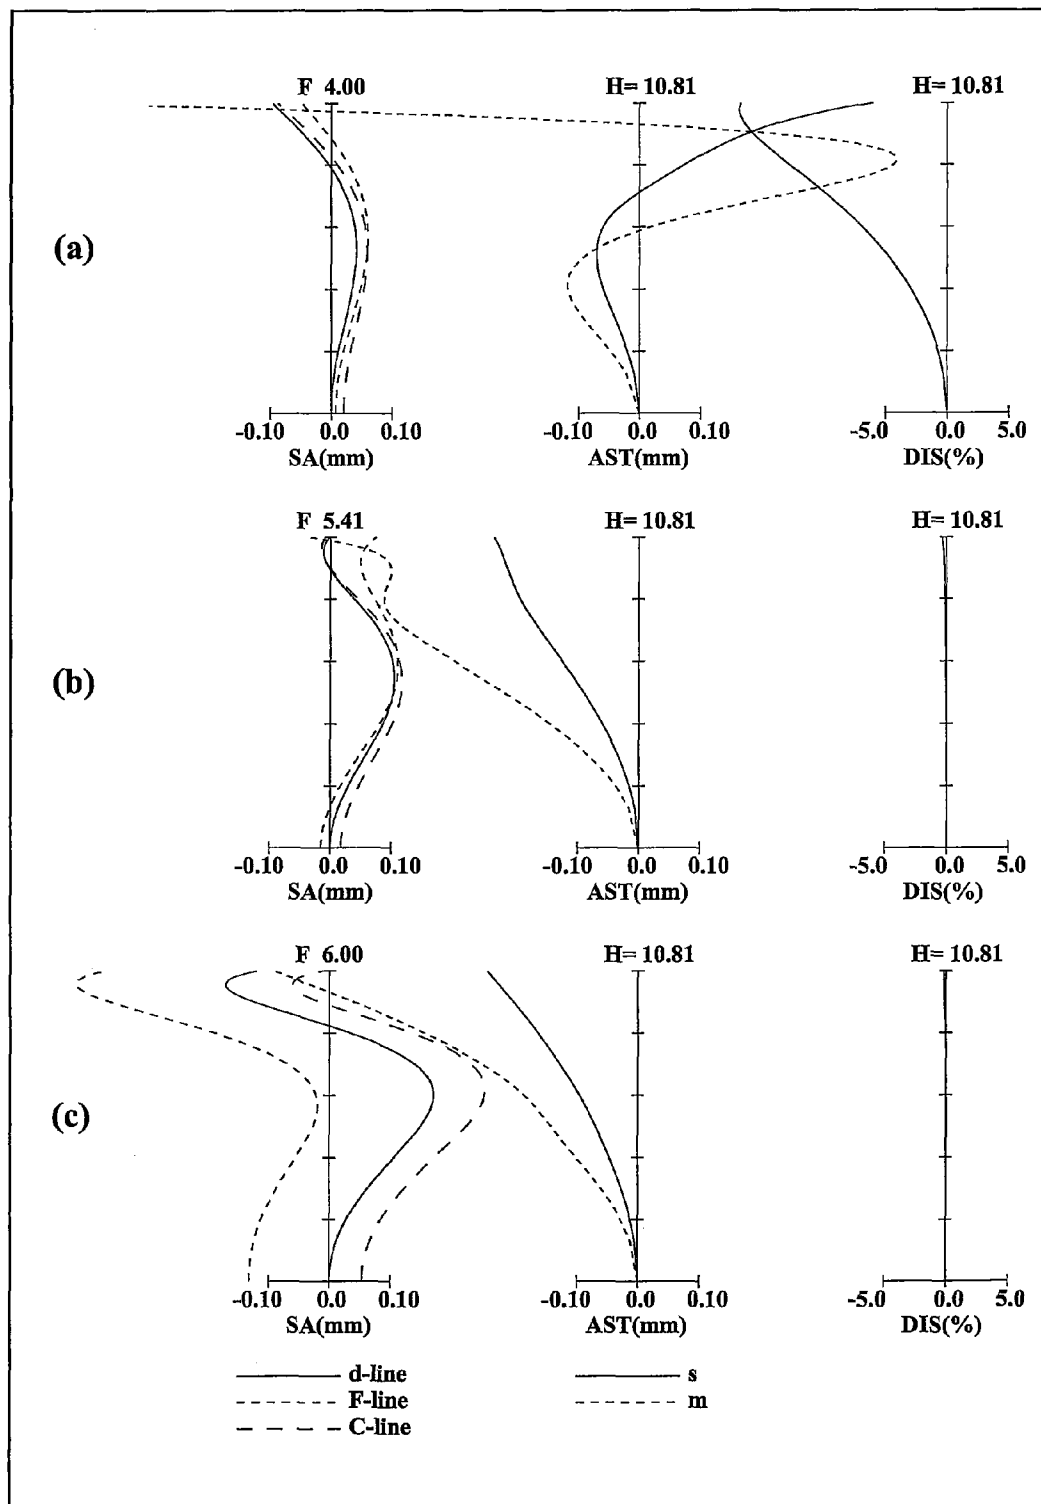 F 4.00 H= 10.81 H= 10.81
(a)
-0.10 0.0 0.10 -0.10 0.0 0.10 -5.0 0.0 5.0
SA(mm) AST(mm) DIS(%)
F 5.41 H= 10.81 H= 10.81
(b)
-0.10 0.0 0.10 -0.10 0.0 0.10 -5.0 0.0 5.0
SA(mm) AST(mm) DIS(%)
F 6.00 H= 10.81 H= 10.81
(c)
-0.10 0.0 0.10 -0.10 0.0 0.10 -5.0 0.0 5.0
SA(mm) AST(mm) DIS(%)
d-line s
F-line m
C-line